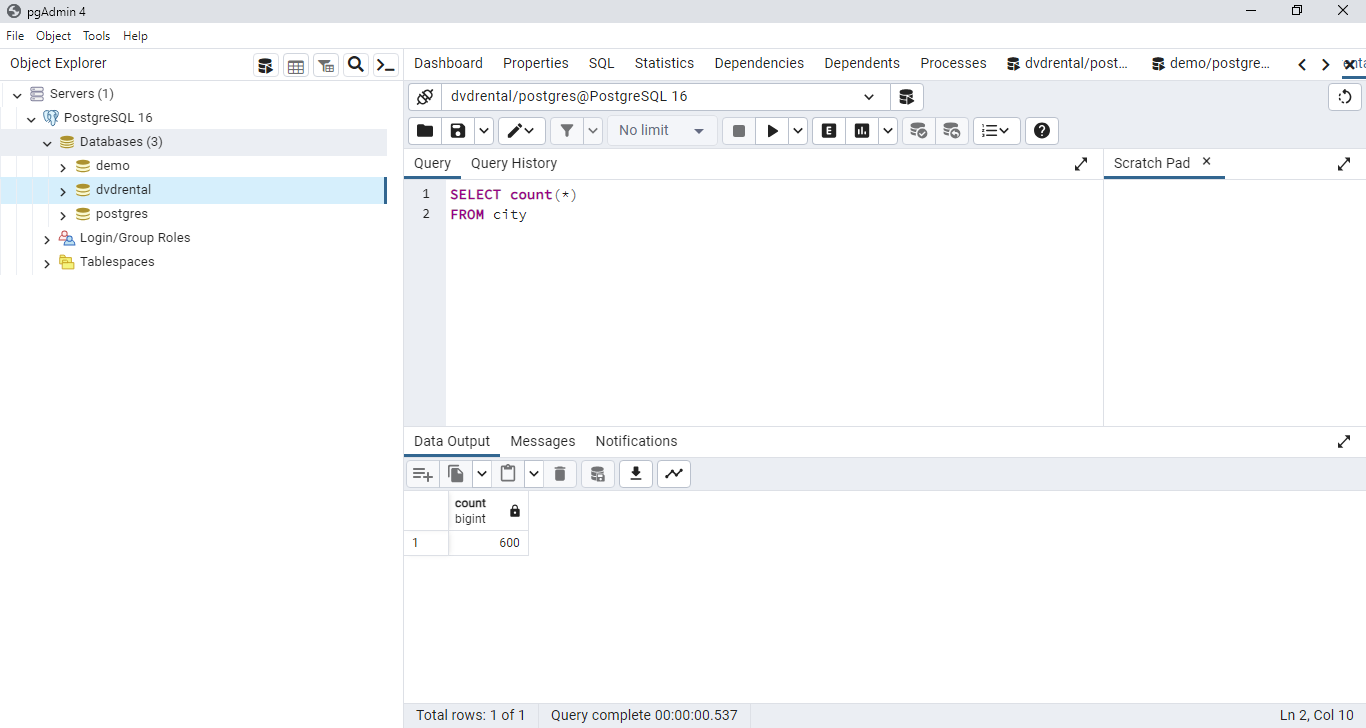 pgAdmin 4
File Object Tools Help
Object Explorer
Servers (1)
PostgreSQL 16
Databases (3)
demo
dvdrental
postgres
Login/Group Roles
Tablespaces
Dashboard Properties SQL Statistics Dependencies Dependents Processes dvdrental/post... demo/postgre...
dvdrental/postgres@PostgreSQL 16
No limit E
Query Query History
Scratch Pad
1 SELECT count(*)
2 FROM city
Data Output Messages Notifications
count
bigint
1 600
Total rows: 1 of 1 Query complete 00:00:00.537 Ln 2, Col 10